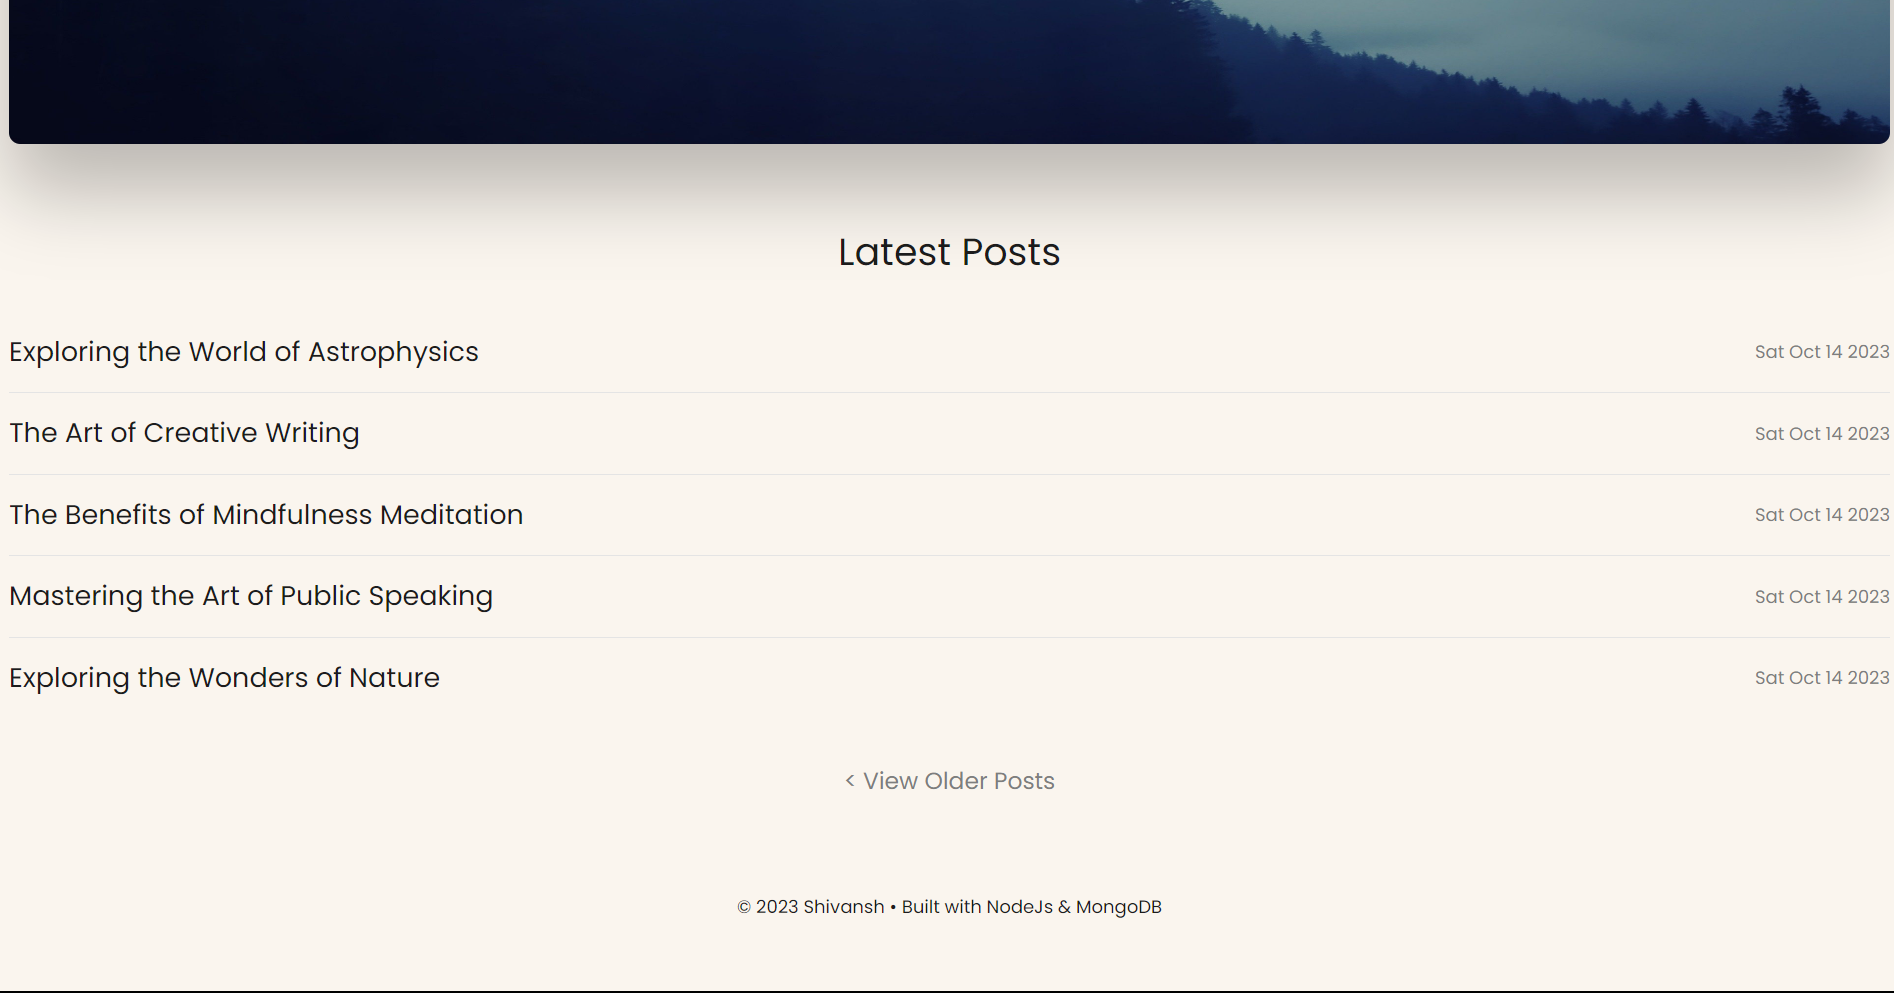 Latest Posts
Exploring the World of Astrophysics Sat Oct 14 2023
The Art of Creative Writing Sat Oct 14 2023
The Benefits of Mindfulness Meditation Sat Oct 14 2023
Mastering the Art of Public Speaking Sat Oct 14 2023
Exploring the Wonders of Nature Sat Oct 14 2023
< View Older Posts
© 2023 Shivansh • Built with NodeJs & MongoDB